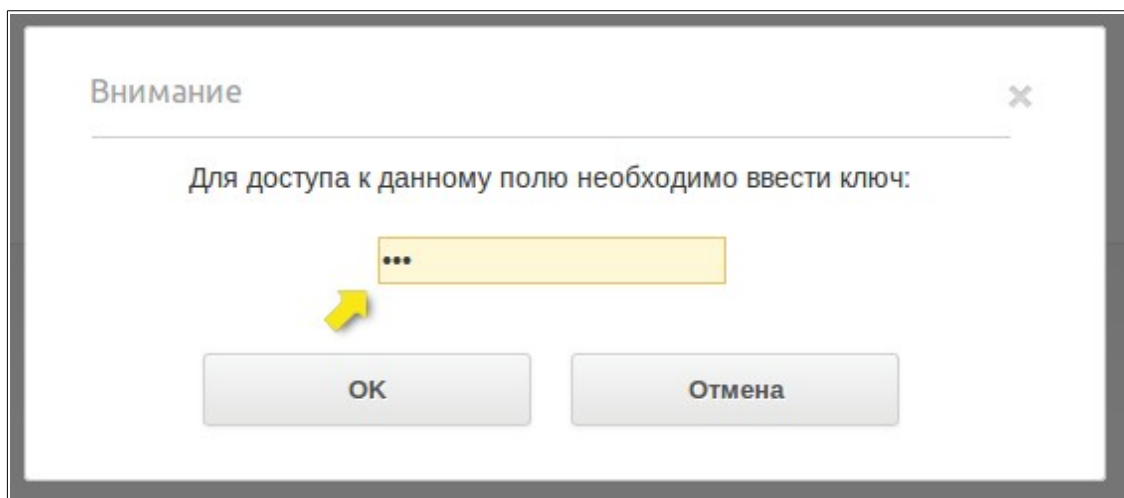 Внимание
Для доступа к данному полю необходимо ввести ключ:
•••
OK
Отмена